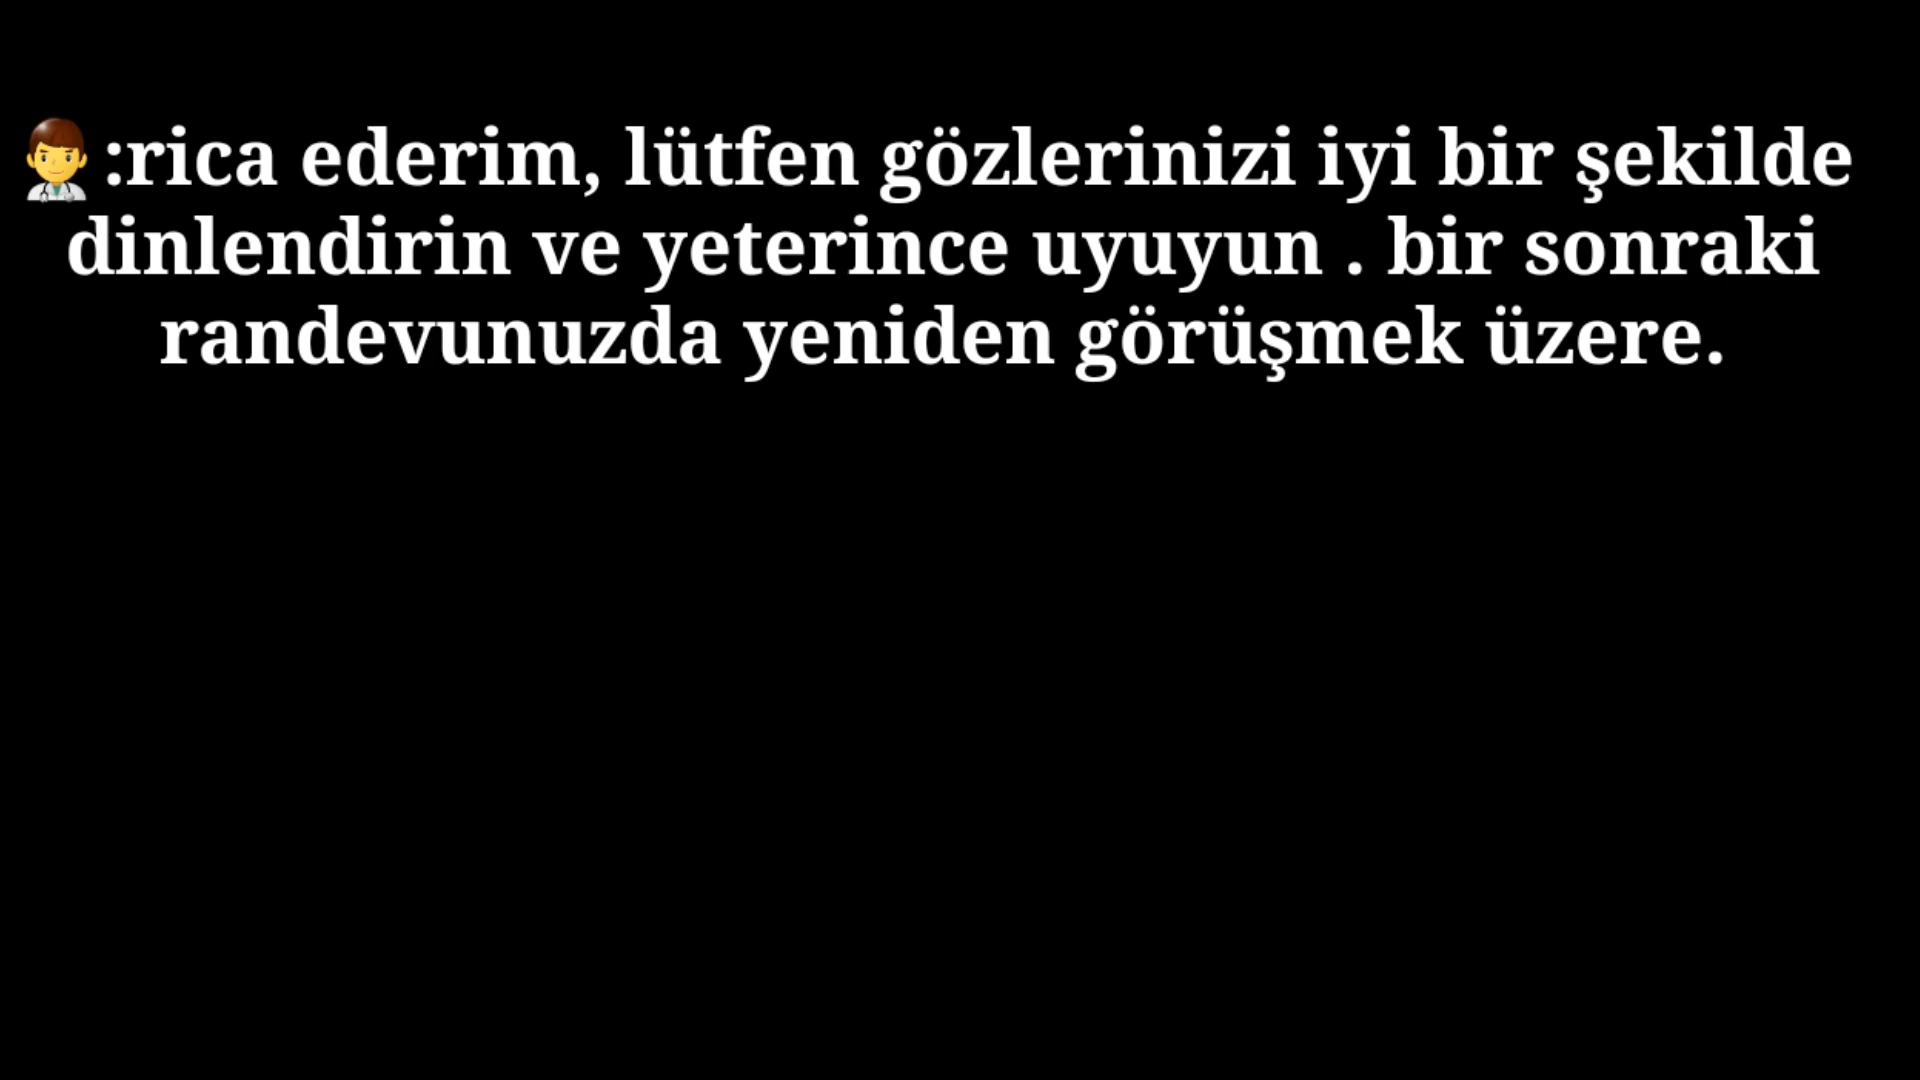 👨‍⚕️:rica ederim, lütfen gözlerinizi iyi bir şekilde
dinlendirin ve yeterince uyuyun . bir sonraki
randevunuzda yeniden görüşmek üzere.